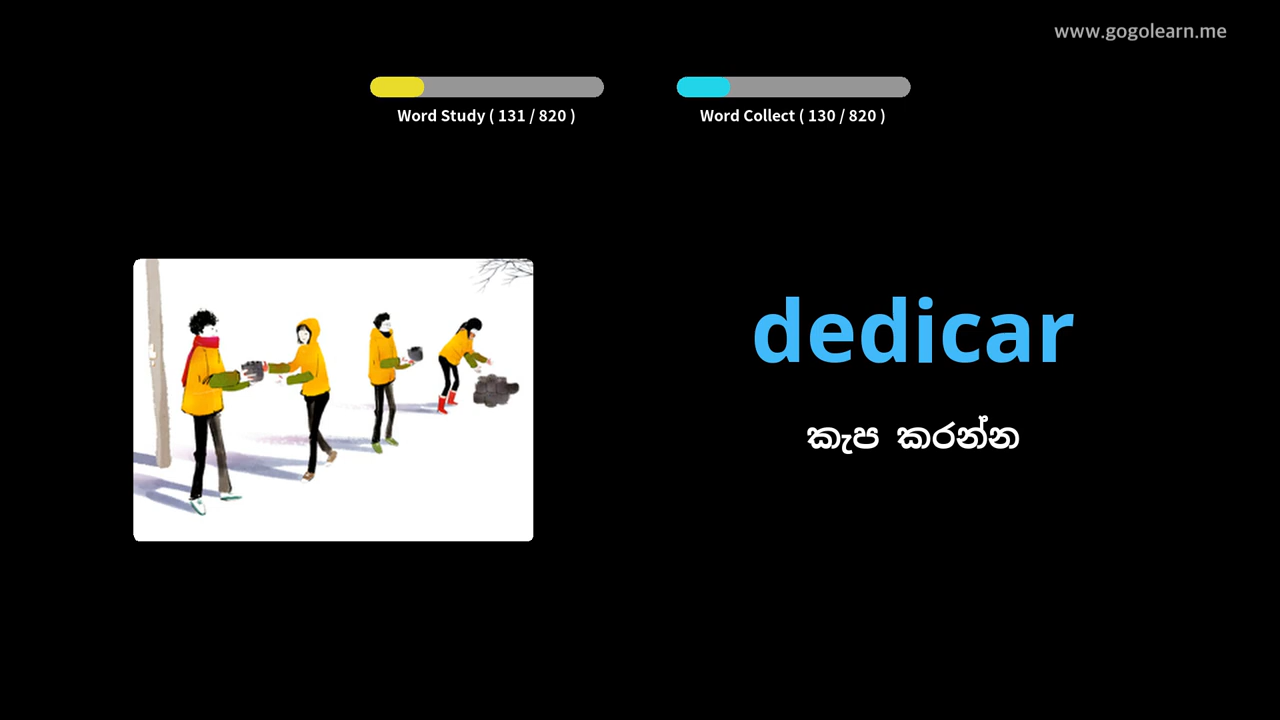 www.gogolearn.me
Word Study ( 131 / 820 )
Word Collect ( 130 / 820 )
dedicar
කැප කරන්න